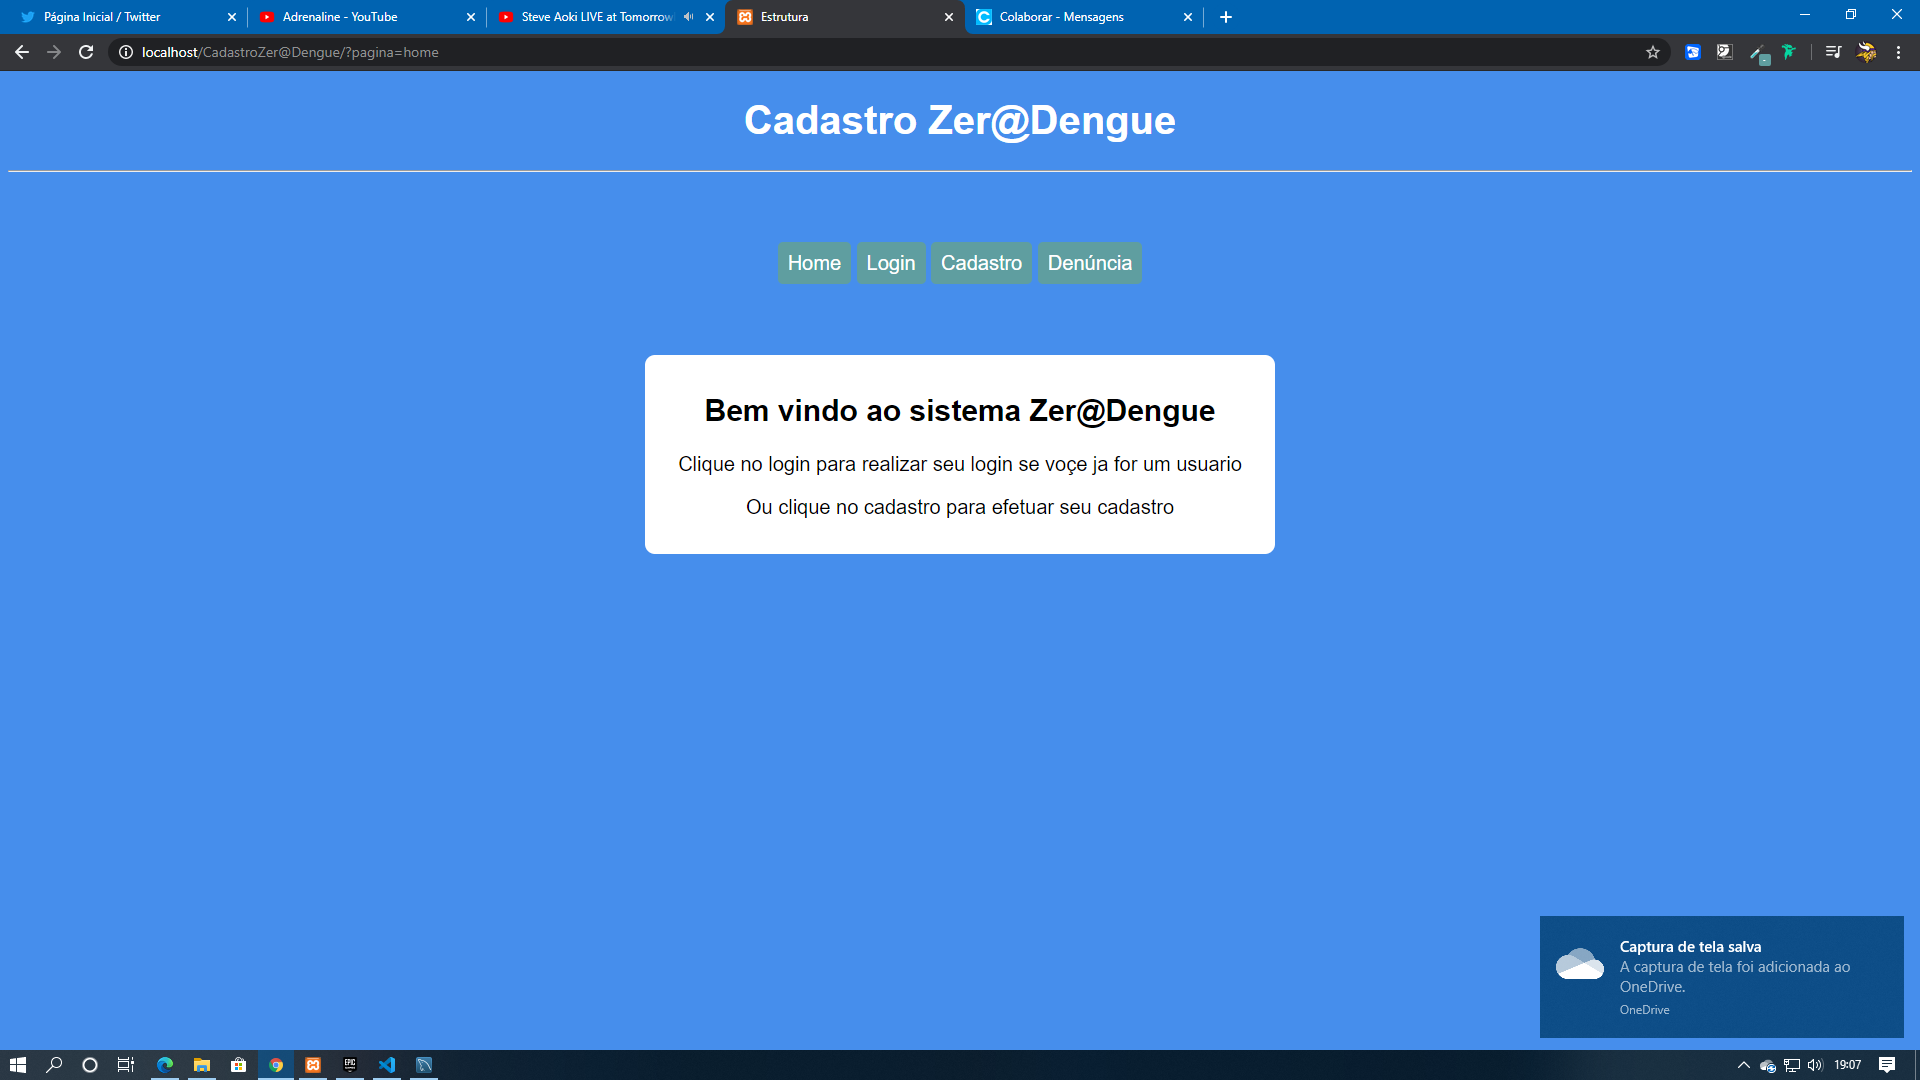 Página Inicial / Twitter
Adrenaline - YouTube
Steve Aoki LIVE at Tomorrow
Estrutura
Colaborar - Mensagens
localhost/CadastroZer@Dengue/?pagina=home
Cadastro Zer@Dengue
Home
Login
Cadastro
Denúncia
Bem vindo ao sistema Zer@Dengue
Clique no login para realizar seu login se voçe ja for um usuario
Ou clique no cadastro para efetuar seu cadastro
Captura de tela salva
A captura de tela foi adicionada ao
OneDrive.
OneDrive
EPIC
19:07